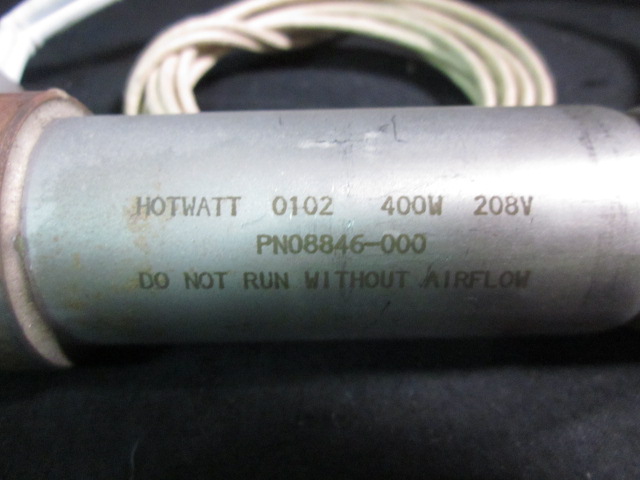 HOTWATT 0102 400W 208V
PN08846-000
DO NOT RUN WITHOUT AIRFLOW